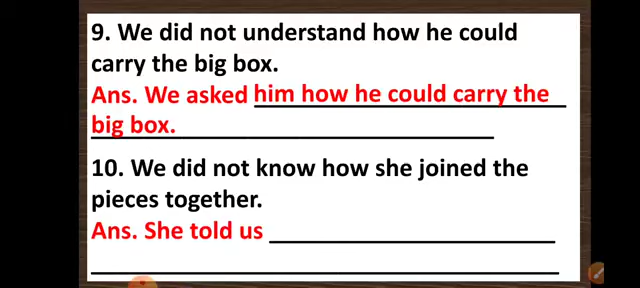 9. We did not understand how he could
carry the big box.
Ans. We asked him how he could carry the
big box.
10. We did not know how she joined the
pieces together.
Ans. She told us